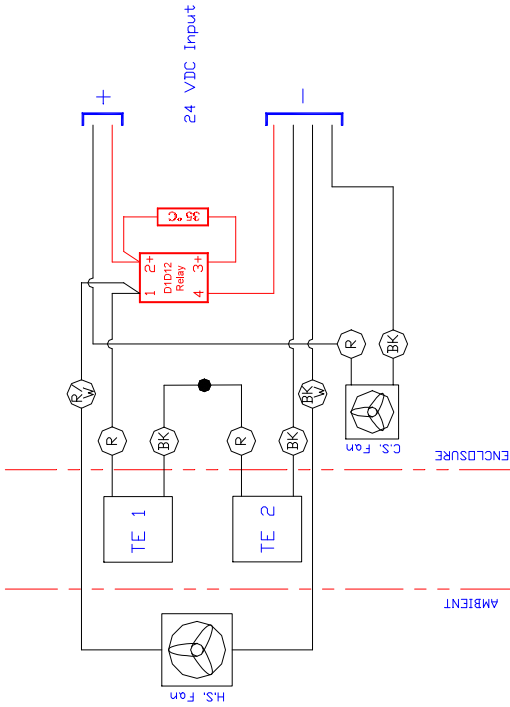 +
−
24 VDC Input
35 °C
2+
3+
D1D12
Relay
1
4
R
BK
R/W
BK/W
R
BK
R
BK
C.S. Fan
ENCLOSURE
TE 1
TE 2
AMBIENT
H.S. Fan